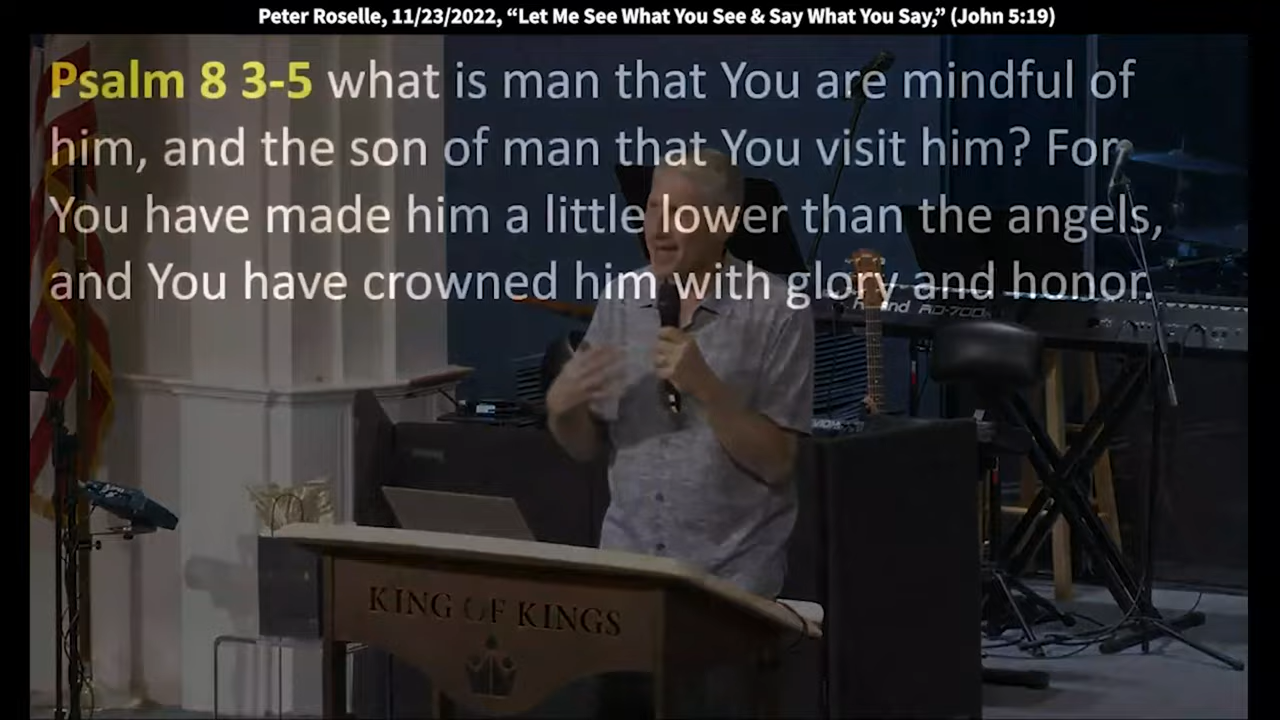 Peter Roselle, 11/23/2022, “Let Me See What You See & Say What You Say,” (John 5:19)
Psalm 8 3-5 what is man that You are mindful of
him, and the son of man that You visit him? For
You have made him a little lower than the angels,
and You have crowned him with glory and honor.
Roland RD-700
KING OF KINGS